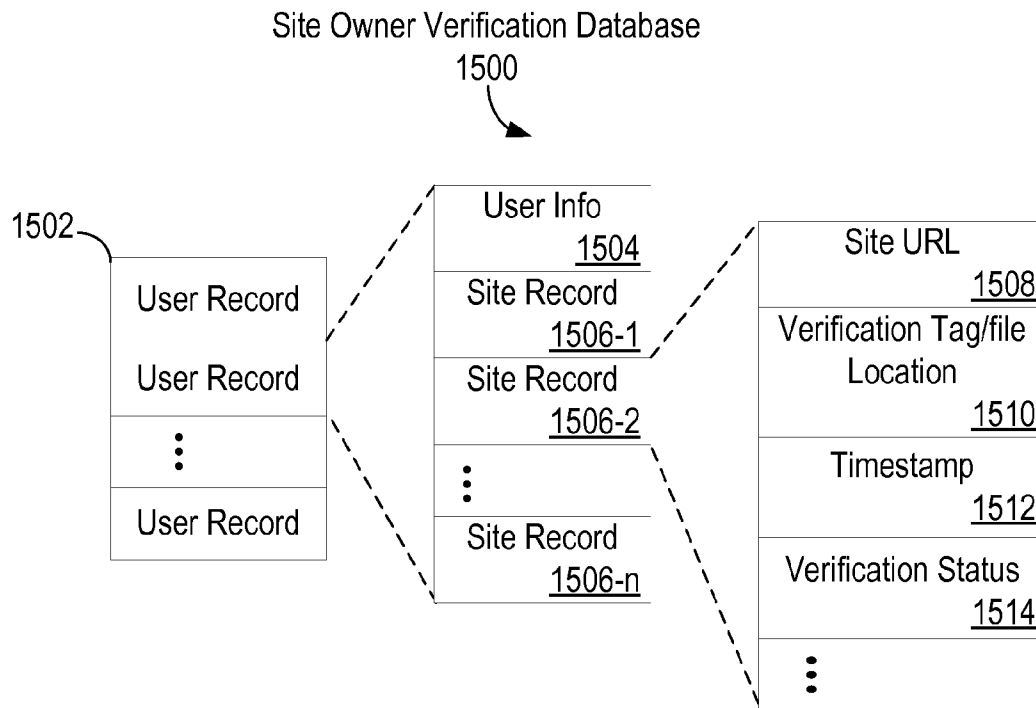 Site Owner Verification Database
1500
1502
User Record
User Record
User Record
User Info
1504
Site Record
1506-1
Site Record
1506-2
Site Record
1506-n
Site URL
1508
Verification Tag/file
Location
1510
Timestamp
1512
Verification Status
1514